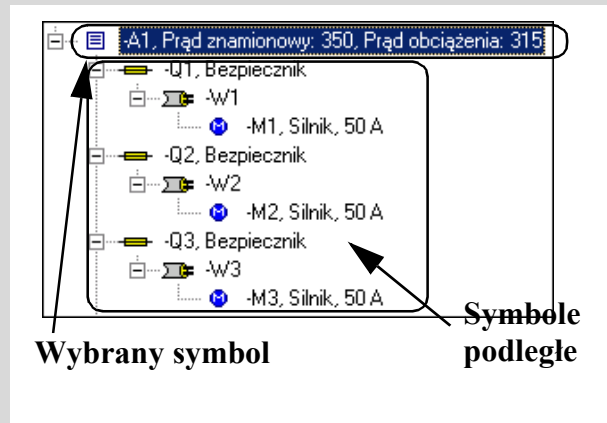 -A1, Prąd znamionowy: 350, Prąd obciążenia: 315
-Q1, Bezpiecznik
-W1
-M1, Silnik, 50 A
-Q2, Bezpiecznik
-W2
-M2, Silnik, 50 A
-Q3, Bezpiecznik
-W3
-M3, Silnik, 50 A
Wybrany symbol
Symbole
podległe